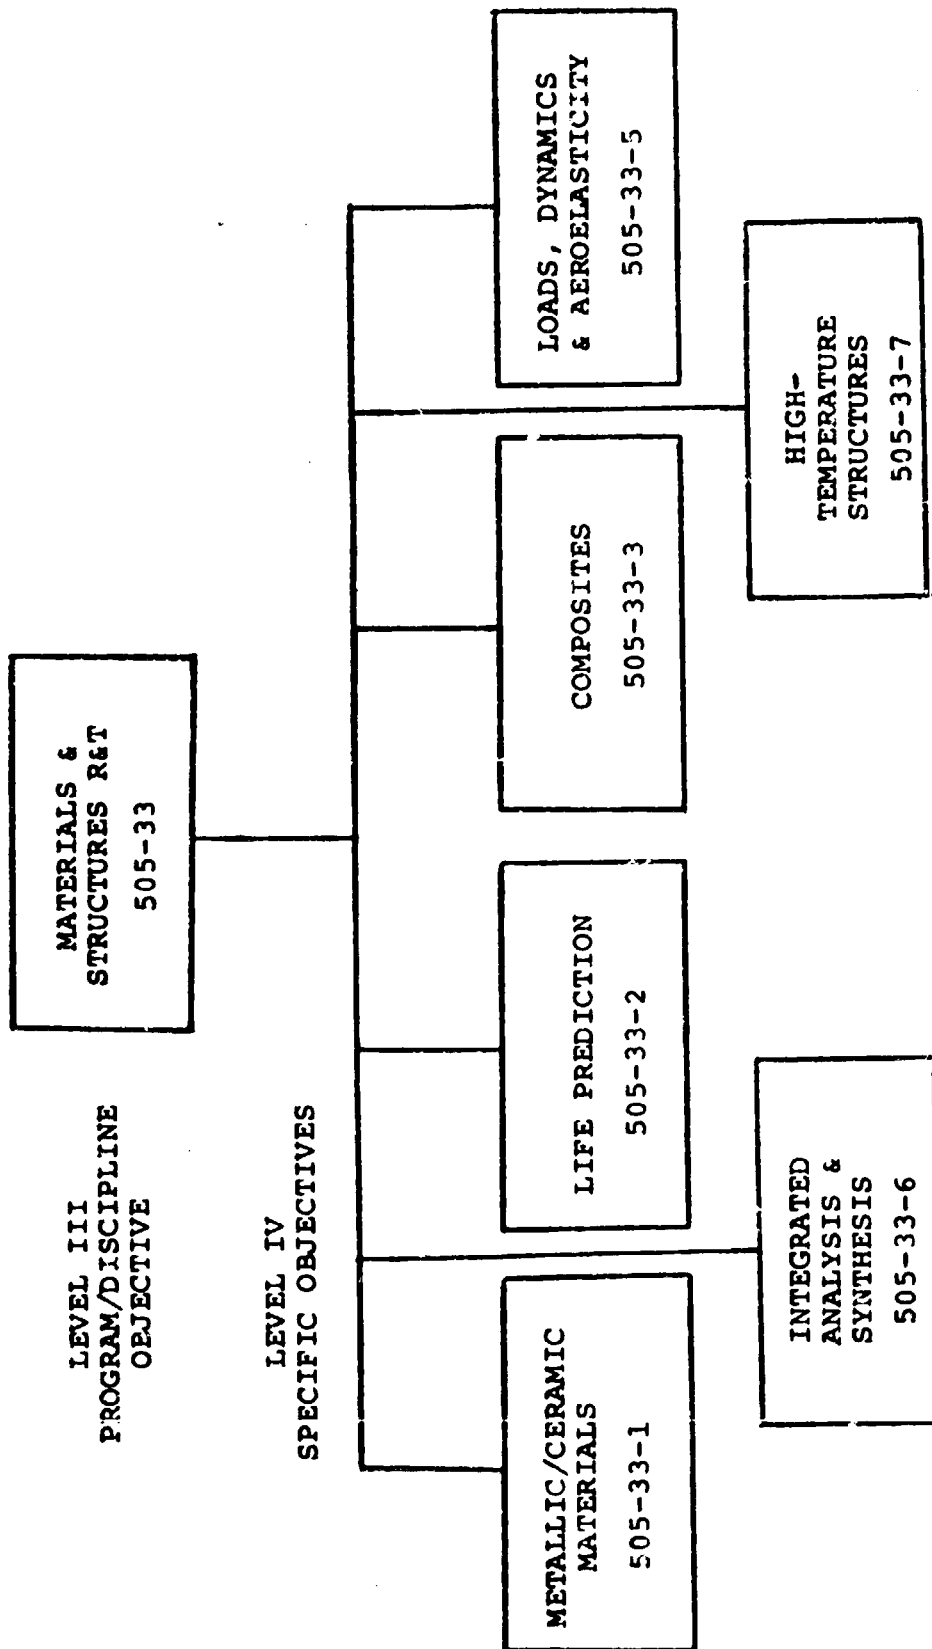 LEVEL III
PROGRAM/DISCIPLINE
OBJECTIVE
MATERIALS &
STRUCTURES R&T
505-33
LEVEL IV
SPECIFIC OBJECTIVES
METALLIC/CERAMIC
MATERIALS
505-33-1
LIFE PREDICTION
505-33-2
COMPOSITES
505-33-3
LOADS, DYNAMICS
& AEROELASTICITY
505-33-5
INTEGRATED
ANALYSIS &
SYNTHESIS
505-33-6
HIGH-
TEMPERATURE
STRUCTURES
505-33-7